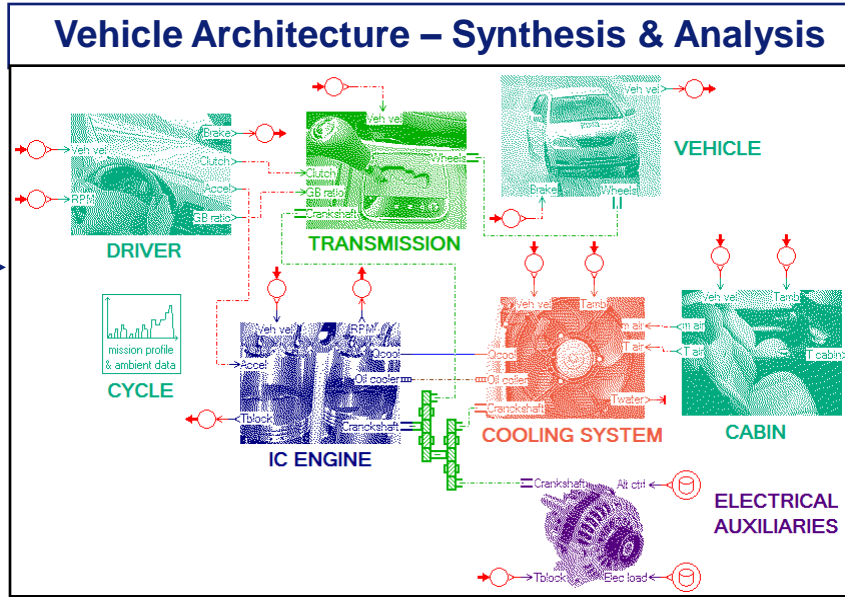 Vehicle Architecture – Synthesis & Analysis
Veh vel
RPM
Brake
Clutch
Accel
GB ratio
DRIVER
Veh vel
Wheels
Clutch
GB ratio
Crankshaft
TRANSMISSION
Veh vel
Brake
Wheels
VEHICLE
mission profile
& ambient data
CYCLE
Veh vel
RPM
Accel
Qcool
Oil cooler
Tblock
Cranckshaft
IC ENGINE
Veh vel
Tamb
Qcool
m air
T air
Oil cooler
Twater
Cranckshaft
COOLING SYSTEM
Veh vel
Tamb
m air
T air
T cabin
CABIN
Crankshaft
Alt ctrl
Tblock
Elec load
ELECTRICAL
AUXILIARIES